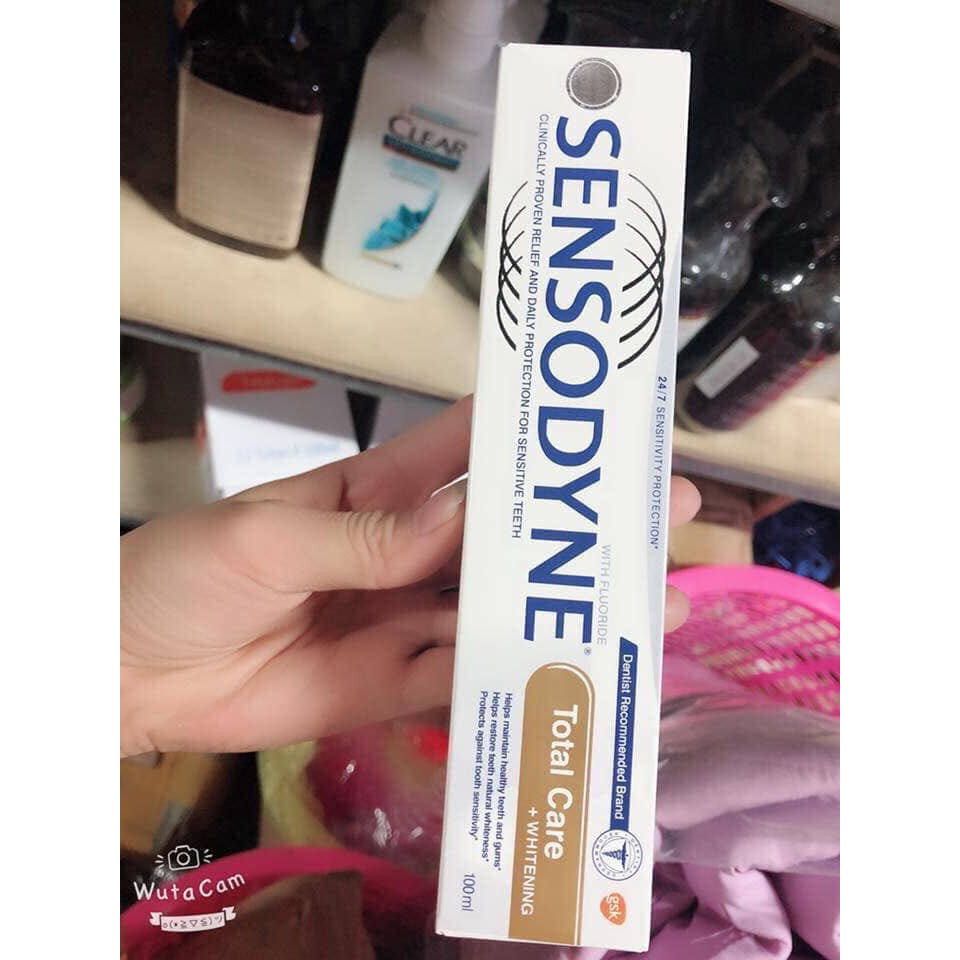 SENSODYNE®
CLINICALLY PROVEN RELIEF AND DAILY PROTECTION FOR SENSITIVE TEETH
24/7 SENSITIVITY PROTECTION*
WITH FLUORIDE
Dentist Recommended Brand
Total Care
+ WHITENING
Helps maintain healthy teeth and gums*
Helps restore teeth natural whiteness*
Protects against tooth sensitivity*
100ml
gsk
CLEAR
WutaCam